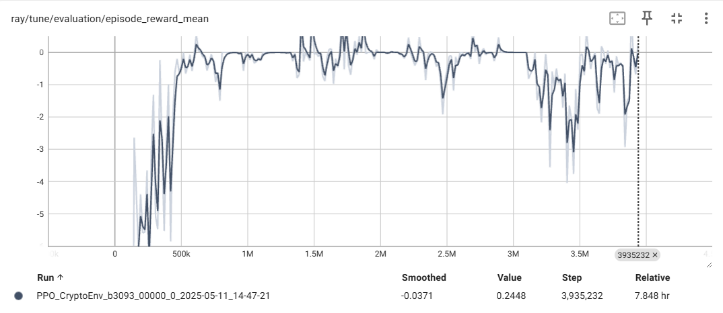 ray/tune/evaluation/episode_reward_mean
0
-1
-2
-3
-4
-5
0 500k 1M 1.5M 2M 2.5M 3M 3.5M 3935232 ×
Run ↑ Smoothed Value Step Relative
PPO_CryptoEnv_b3093_00000_0_2025-05-11_14-47-21 -0.0371 0.2448 3,935,232 7.848 hr